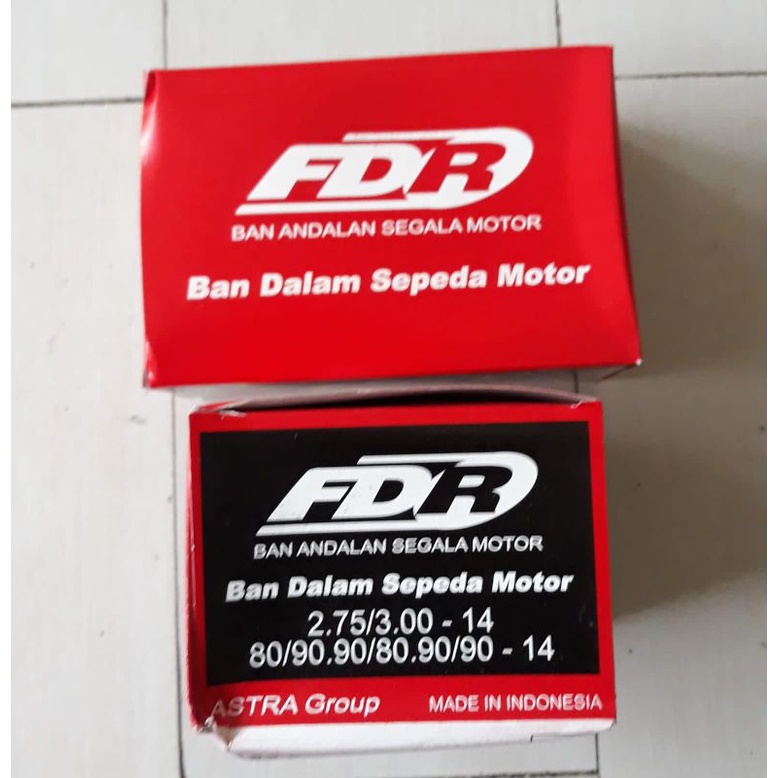 FDR
BAN ANDALAN SEGALA MOTOR
Ban Dalam Sepeda Motor
FDR
BAN ANDALAN SEGALA MOTOR
Ban Dalam Sepeda Motor
2.75/3.00 - 14
80/90.90/80.90/90 - 14
ASTRA Group MADE IN INDONESIA